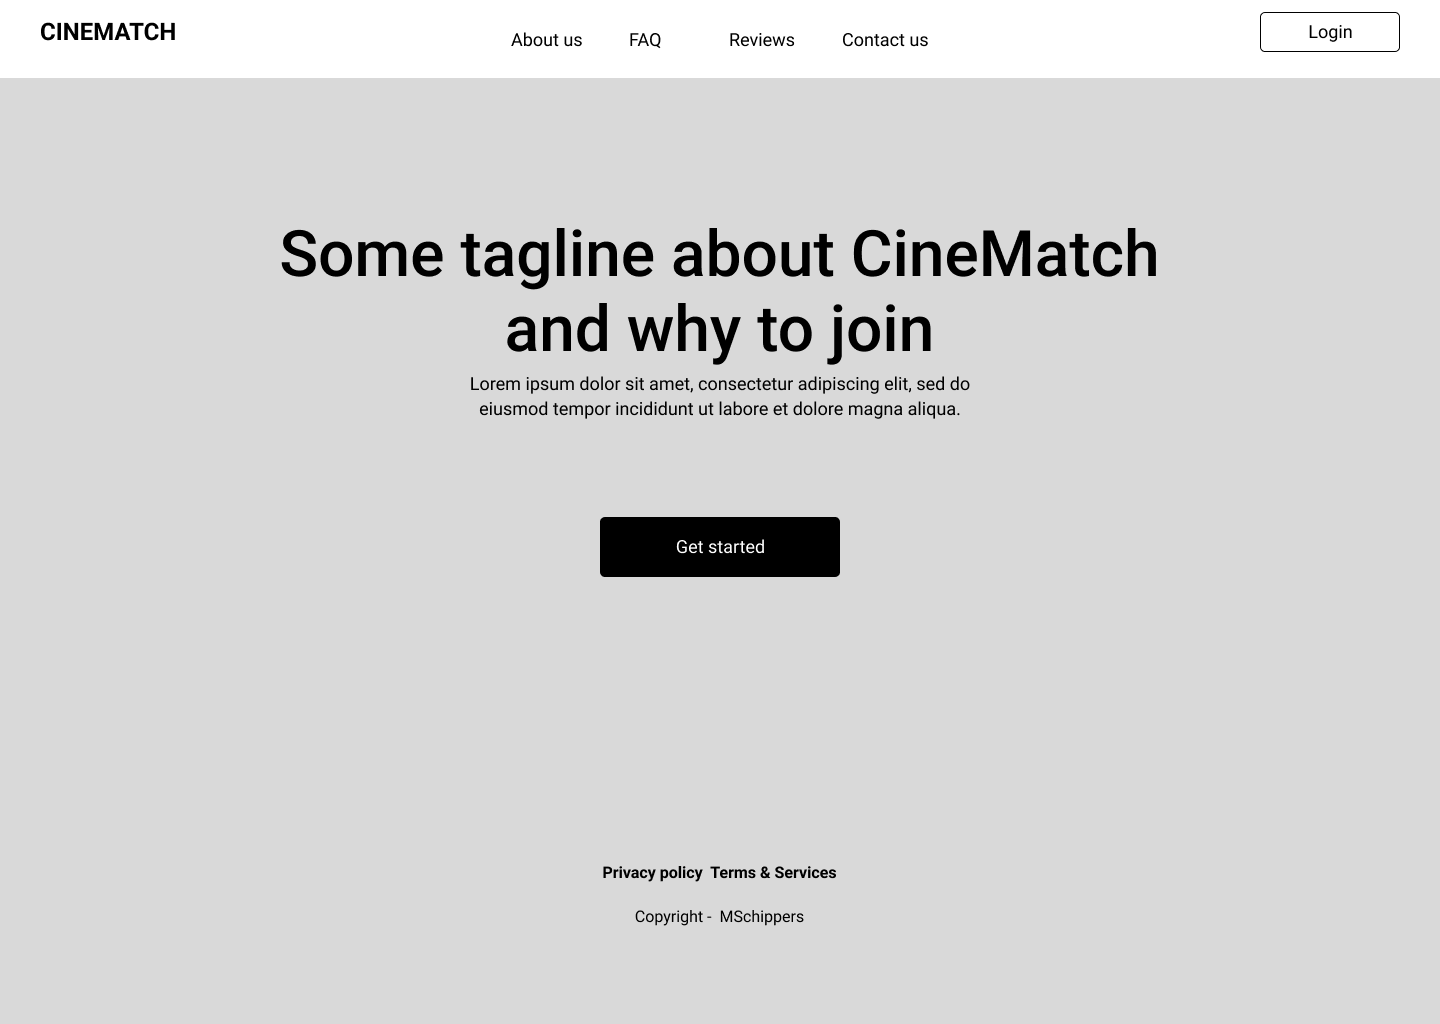 CINEMATCH
About us FAQ Reviews Contact us
Login
Some tagline about CineMatch
and why to join
Lorem ipsum dolor sit amet, consectetur adipiscing elit, sed do
eiusmod tempor incididunt ut labore et dolore magna aliqua.
Get started
Privacy policy Terms & Services
Copyright - MSchippers